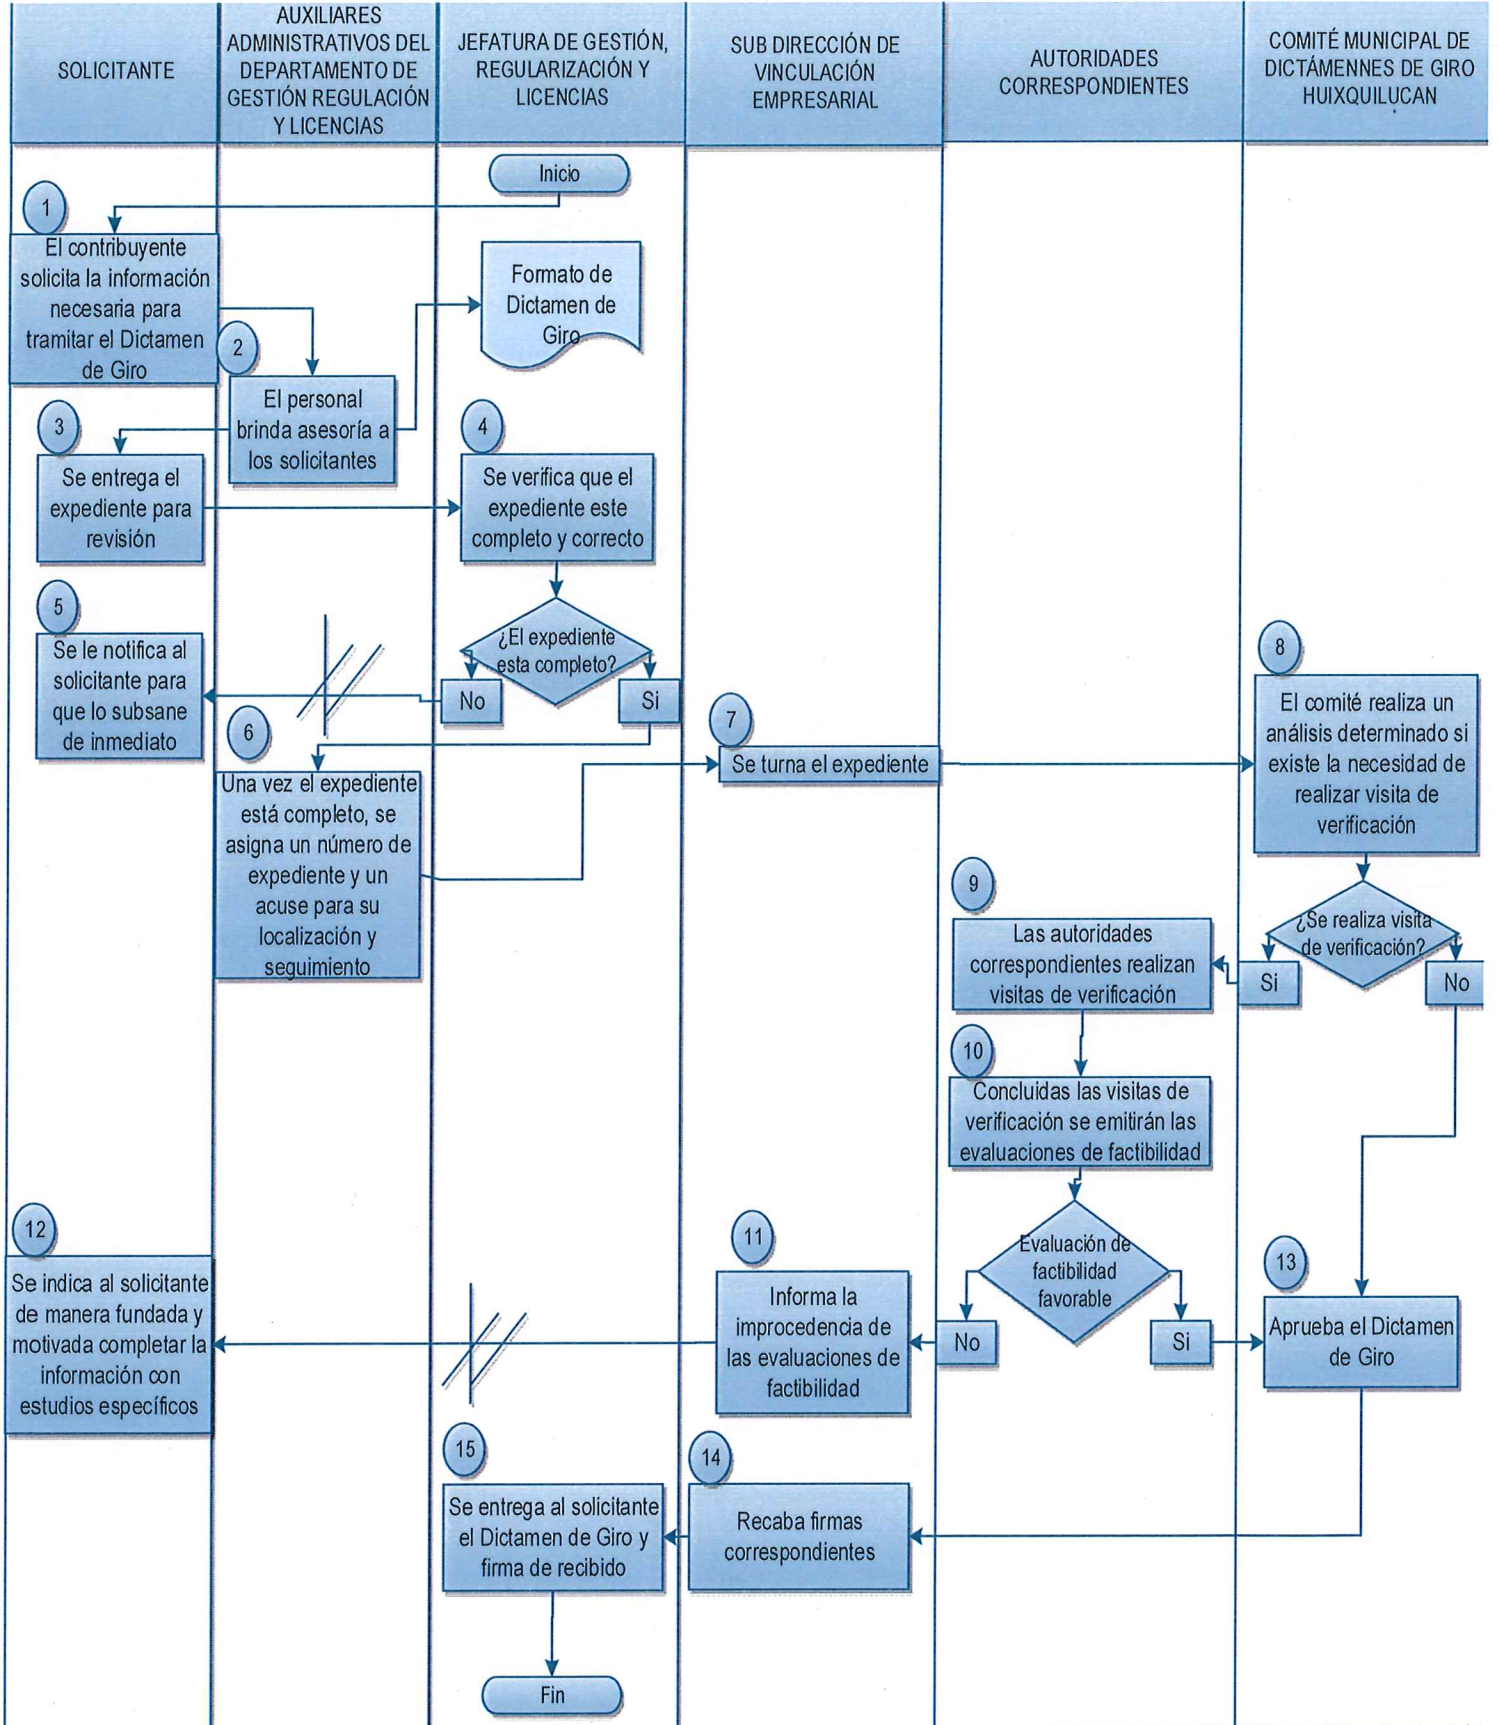 SOLICITANTE
AUXILIARES
ADMINISTRATIVOS DEL
DEPARTAMENTO DE
GESTIÓN REGULACIÓN
Y LICENCIAS
JEFATURA DE GESTIÓN,
REGULARIZACIÓN Y
LICENCIAS
SUB DIRECCIÓN DE
VINCULACIÓN
EMPRESARIAL
AUTORIDADES
CORRESPONDIENTES
COMITÉ MUNICIPAL DE
DICTÁMENNES DE GIRO
HUIXQUILUCAN
Inicio
1
El contribuyente
solicita la información
necesaria para
tramitar el Dictamen
de Giro
Formato de
Dictamen de
Giro
2
El personal
brinda asesoría a
los solicitantes
3
Se entrega el
expediente para
revisión
4
Se verifica que el
expediente este
completo y correcto
¿El expediente
esta completo?
No
Si
5
Se le notifica al
solicitante para
que lo subsane
de inmediato
6
Una vez el expediente
está completo, se
asigna un número de
expediente y un
acuse para su
localización y
seguimiento
7
Se turna el expediente
8
El comité realiza un
análisis determinado si
existe la necesidad de
realizar visita de
verificación
¿Se realiza visita
de verificación?
Si
No
9
Las autoridades
correspondientes realizan
visitas de verificación
10
Concluidas las visitas de
verificación se emitirán las
evaluaciones de factibilidad
Evaluación de
factibilidad
favorable
No
Si
11
Informa la
improcedencia de
las evaluaciones de
factibilidad
12
Se indica al solicitante
de manera fundada y
motivada completar la
información con
estudios específicos
13
Aprueba el Dictamen
de Giro
14
Recaba firmas
correspondientes
15
Se entrega al solicitante
el Dictamen de Giro y
firma de recibido
Fin